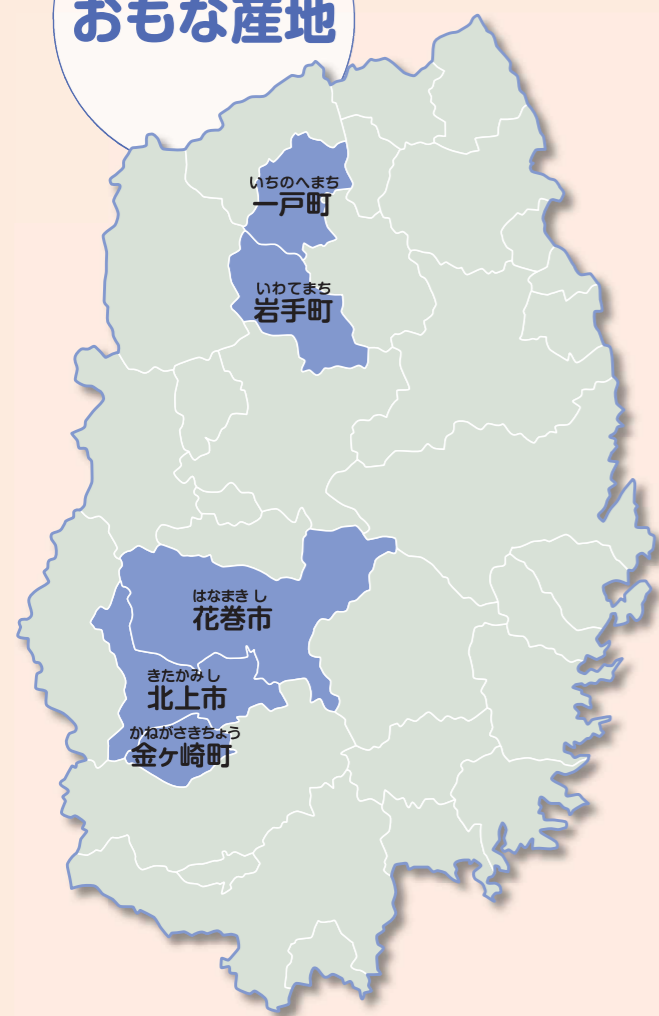 おもな産地
いちのへまち
一戸町
いわてまち
岩手町
はなまき し
花巻市
きたかみ し
北上市
かねがさきちょう
金ヶ崎町